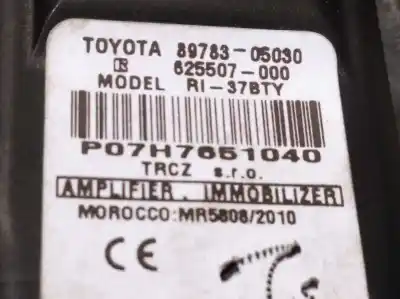 TOYOTA 89783-05030
R 625507-000
MODEL RI-37BTY
P07H7651040
TRCZ s.r.o.
AMPLIFIER, IMMOBILIZER
MOROCCO:MR5808/2010
CE